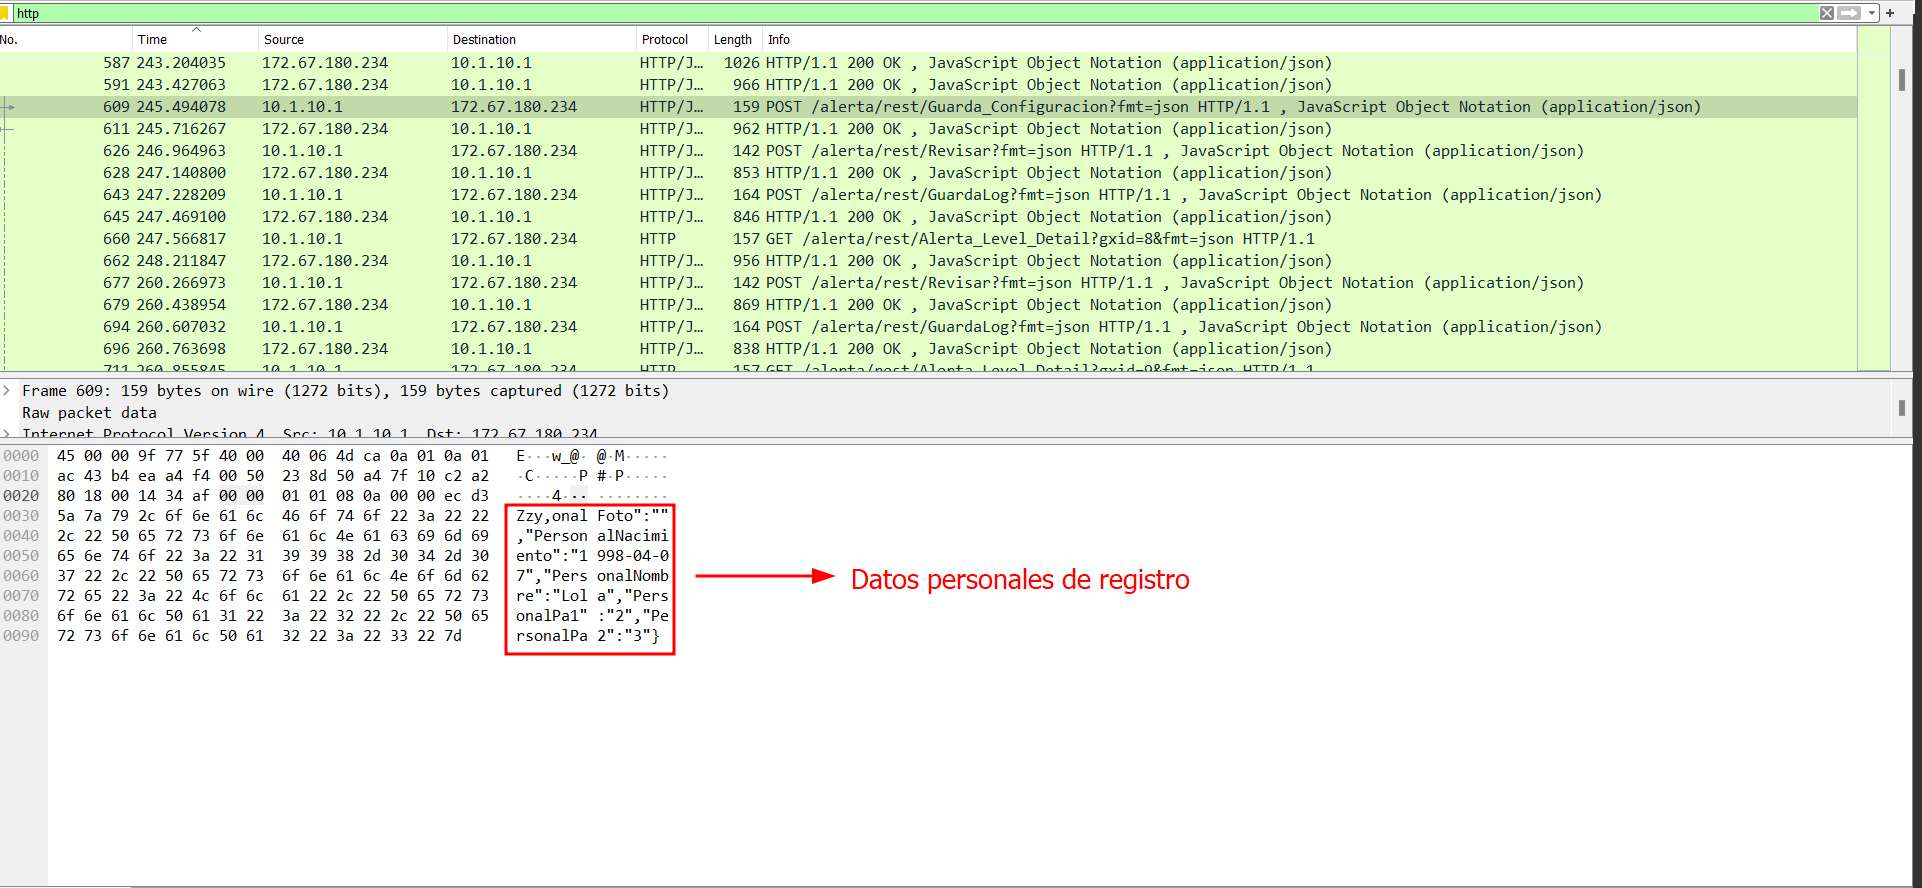 http
No. Time Source Destination Protocol Length Info
587 243.204035 172.67.180.234 10.1.10.1 HTTP/J… 1026 HTTP/1.1 200 OK , JavaScript Object Notation (application/json)
591 243.427063 172.67.180.234 10.1.10.1 HTTP/J… 966 HTTP/1.1 200 OK , JavaScript Object Notation (application/json)
609 245.494078 10.1.10.1 172.67.180.234 HTTP/J… 159 POST /alerta/rest/Guarda_Configuracion?fmt=json HTTP/1.1 , JavaScript Object Notation (application/json)
611 245.716267 172.67.180.234 10.1.10.1 HTTP/J… 962 HTTP/1.1 200 OK , JavaScript Object Notation (application/json)
626 246.964963 10.1.10.1 172.67.180.234 HTTP/J… 142 POST /alerta/rest/Revisar?fmt=json HTTP/1.1 , JavaScript Object Notation (application/json)
628 247.140800 172.67.180.234 10.1.10.1 HTTP/J… 853 HTTP/1.1 200 OK , JavaScript Object Notation (application/json)
643 247.228209 10.1.10.1 172.67.180.234 HTTP/J… 164 POST /alerta/rest/GuardaLog?fmt=json HTTP/1.1 , JavaScript Object Notation (application/json)
645 247.469100 172.67.180.234 10.1.10.1 HTTP/J… 846 HTTP/1.1 200 OK , JavaScript Object Notation (application/json)
660 247.566817 10.1.10.1 172.67.180.234 HTTP 157 GET /alerta/rest/Alerta_Level_Detail?gxid=8&fmt=json HTTP/1.1
662 248.211847 172.67.180.234 10.1.10.1 HTTP/J… 956 HTTP/1.1 200 OK , JavaScript Object Notation (application/json)
677 260.266973 10.1.10.1 172.67.180.234 HTTP/J… 142 POST /alerta/rest/Revisar?fmt=json HTTP/1.1 , JavaScript Object Notation (application/json)
679 260.438954 172.67.180.234 10.1.10.1 HTTP/J… 869 HTTP/1.1 200 OK , JavaScript Object Notation (application/json)
694 260.607032 10.1.10.1 172.67.180.234 HTTP/J… 164 POST /alerta/rest/GuardaLog?fmt=json HTTP/1.1 , JavaScript Object Notation (application/json)
696 260.763698 172.67.180.234 10.1.10.1 HTTP/J… 838 HTTP/1.1 200 OK , JavaScript Object Notation (application/json)
711 260.855845 10.1.10.1 172.67.180.234 HTTP 157 GET /alerta/rest/Alerta_Level_Detail?gxid=9&fmt=json HTTP/1.1
Frame 609: 159 bytes on wire (1272 bits), 159 bytes captured (1272 bits)
Raw packet data
Internet Protocol Version 4, Src: 10.1.10.1, Dst: 172.67.180.234
0000 45 00 00 9f 77 5f 40 00 40 06 4d ca 0a 01 0a 01 E···w_@· @·M·····
0010 ac 43 b4 ea a4 f4 00 50 23 8d 50 a4 7f 10 c2 a2 ·C·····P #·P·····
0020 80 18 00 14 34 af 00 00 01 01 08 0a 00 00 ec d3 ····4··· ········
0030 5a 7a 79 2c 6f 6e 61 6c 46 6f 74 6f 22 3a 22 22 Zzy,onal Foto":""
0040 2c 22 50 65 72 73 6f 6e 61 6c 4e 61 63 69 6d 69 ,"Person alNacimi
0050 65 6e 74 6f 22 3a 22 31 39 39 38 2d 30 34 2d 30 ento":"1 998-04-0
0060 37 22 2c 22 50 65 72 73 6f 6e 61 6c 4e 6f 6d 62 7","Pers onalNomb
0070 72 65 22 3a 22 4c 6f 6c 61 22 2c 22 50 65 72 73 re":"Lol a","Pers
0080 6f 6e 61 6c 50 61 31 22 3a 22 32 22 2c 22 50 65 onalPa1" :"2","Pe
0090 72 73 6f 6e 61 6c 50 61 32 22 3a 22 33 22 7d rsonalPa 2":"3"}
Datos personales de registro